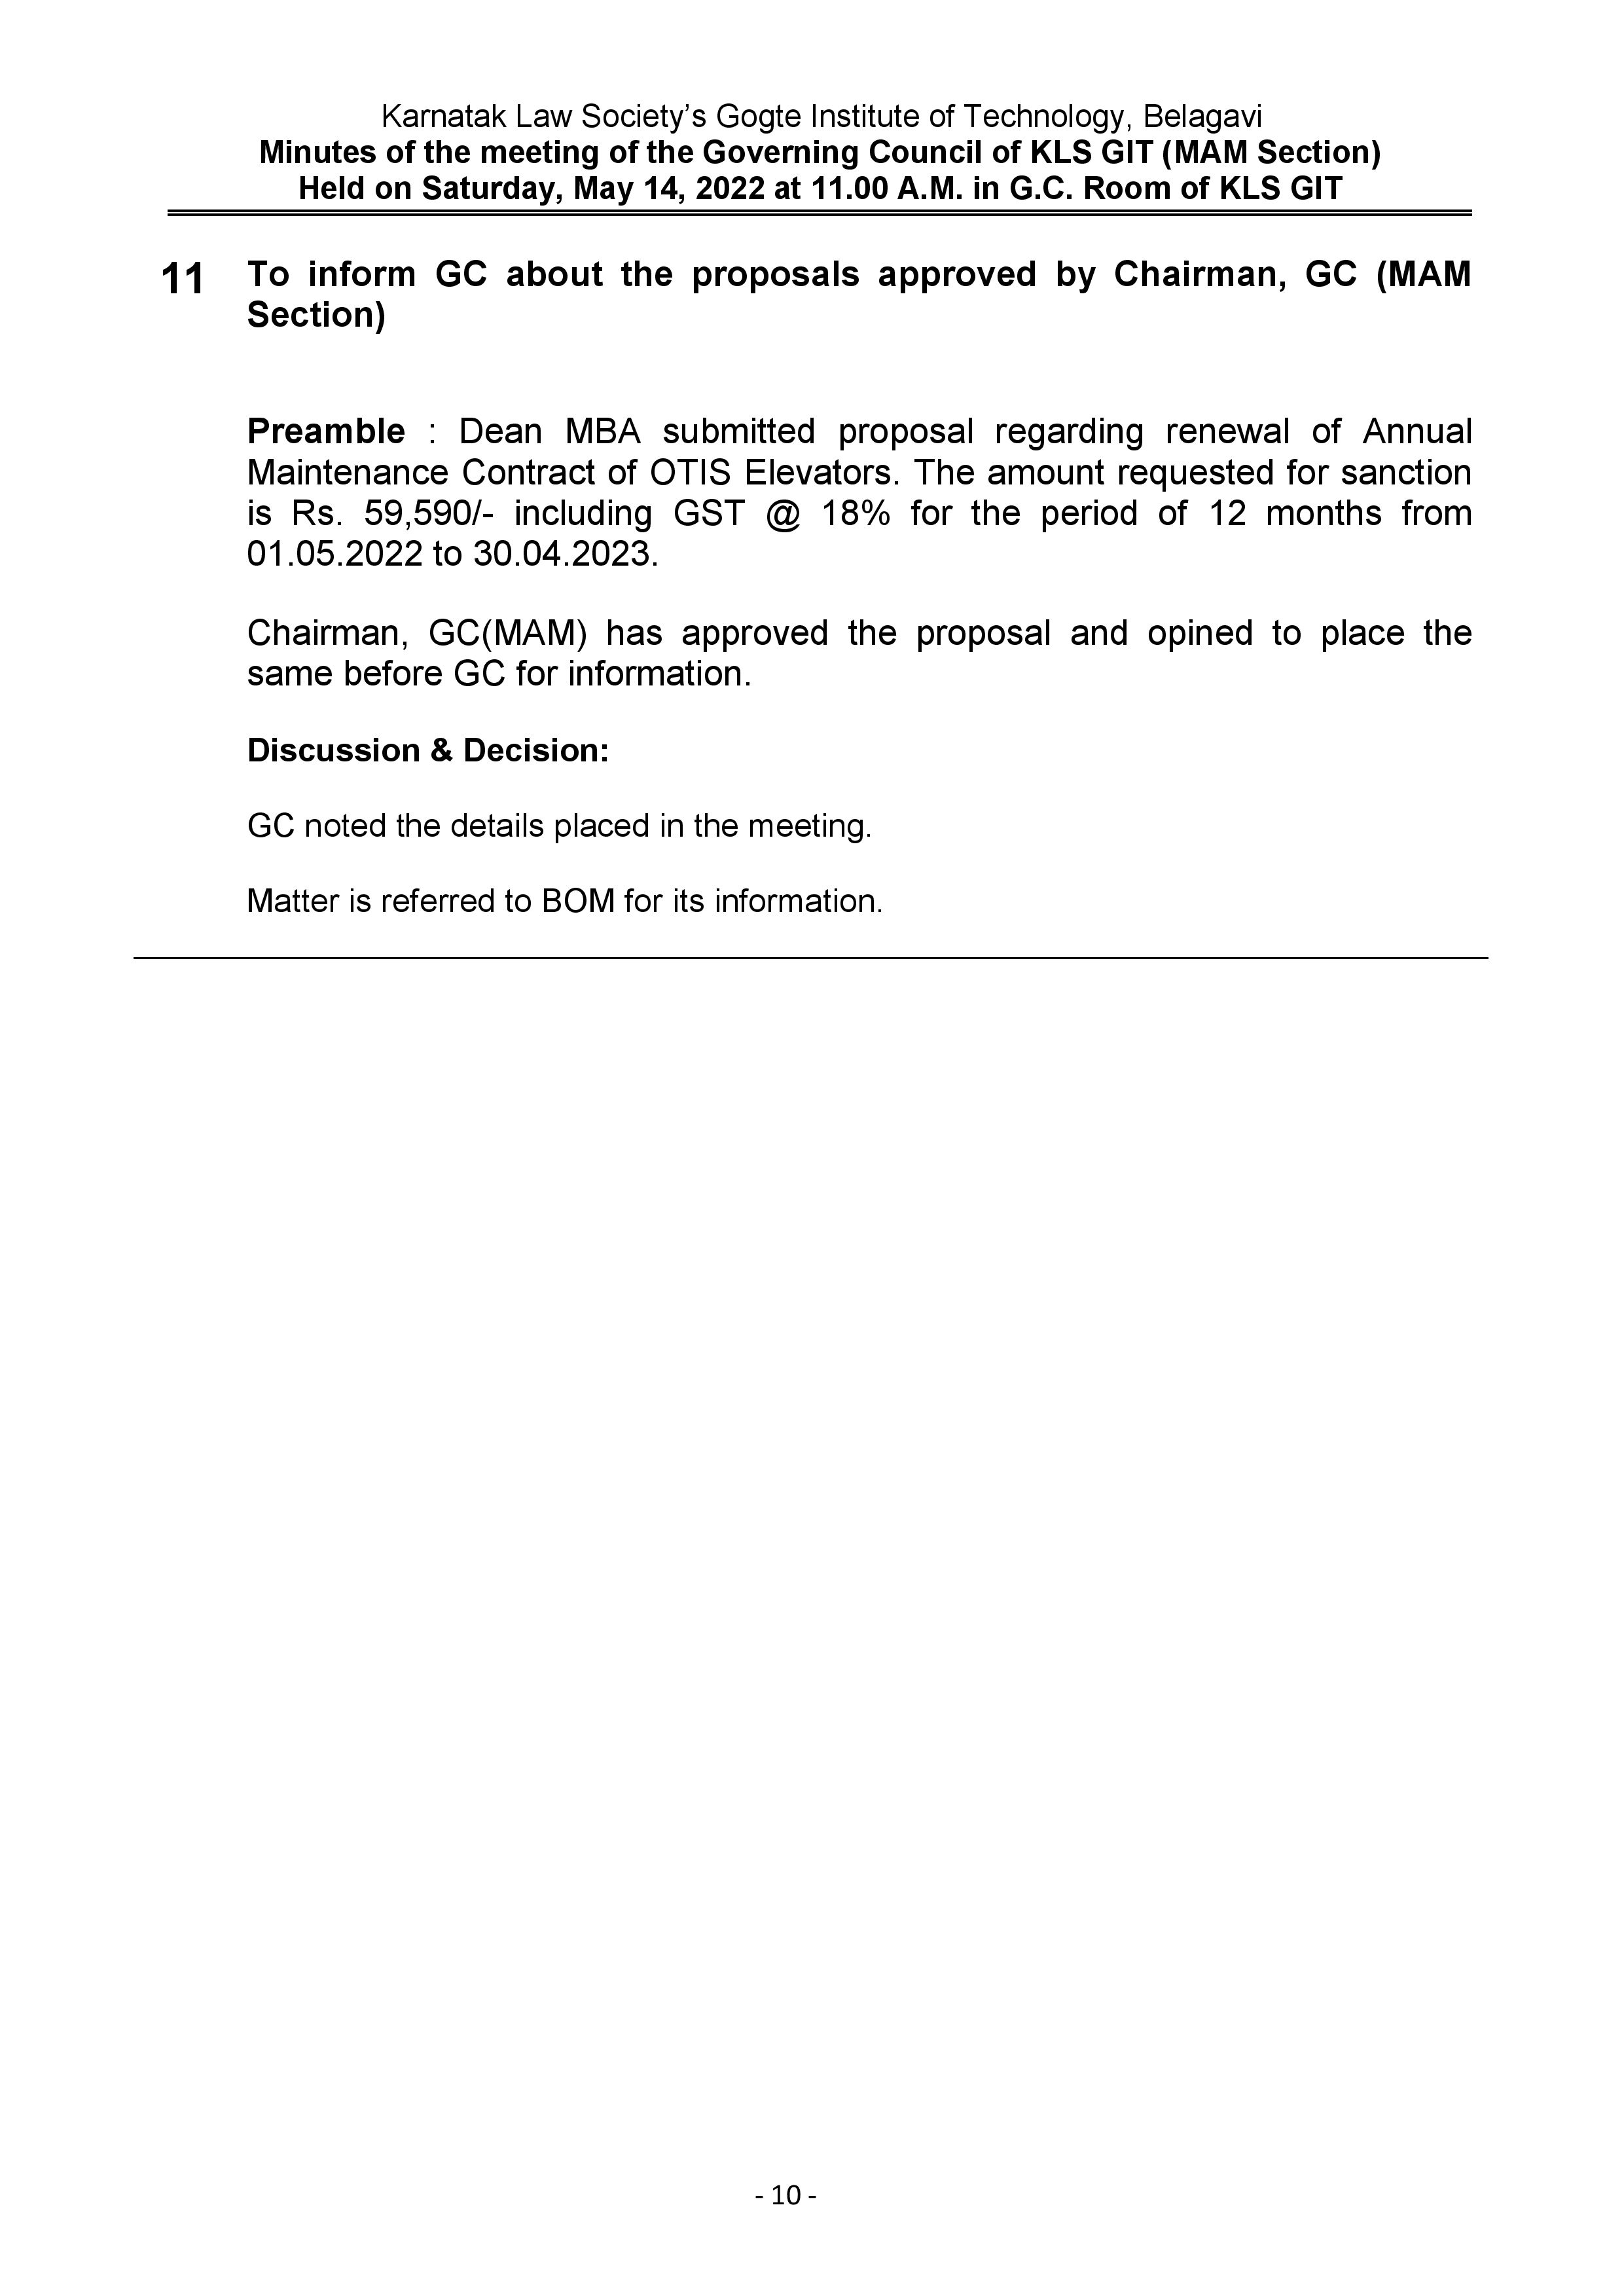 Karnatak Law Society’s Gogte Institute of Technology, Belagavi
Minutes of the meeting of the Governing Council of KLS GIT (MAM Section)
Held on Saturday, May 14, 2022 at 11.00 A.M. in G.C. Room of KLS GIT
11 To inform GC about the proposals approved by Chairman, GC (MAM
Section)
Preamble : Dean MBA submitted proposal regarding renewal of Annual
Maintenance Contract of OTIS Elevators. The amount requested for sanction
is Rs. 59,590/- including GST @ 18% for the period of 12 months from
01.05.2022 to 30.04.2023.
Chairman, GC(MAM) has approved the proposal and opined to place the
same before GC for information.
Discussion & Decision:
GC noted the details placed in the meeting.
Matter is referred to BOM for its information.
- 10 -